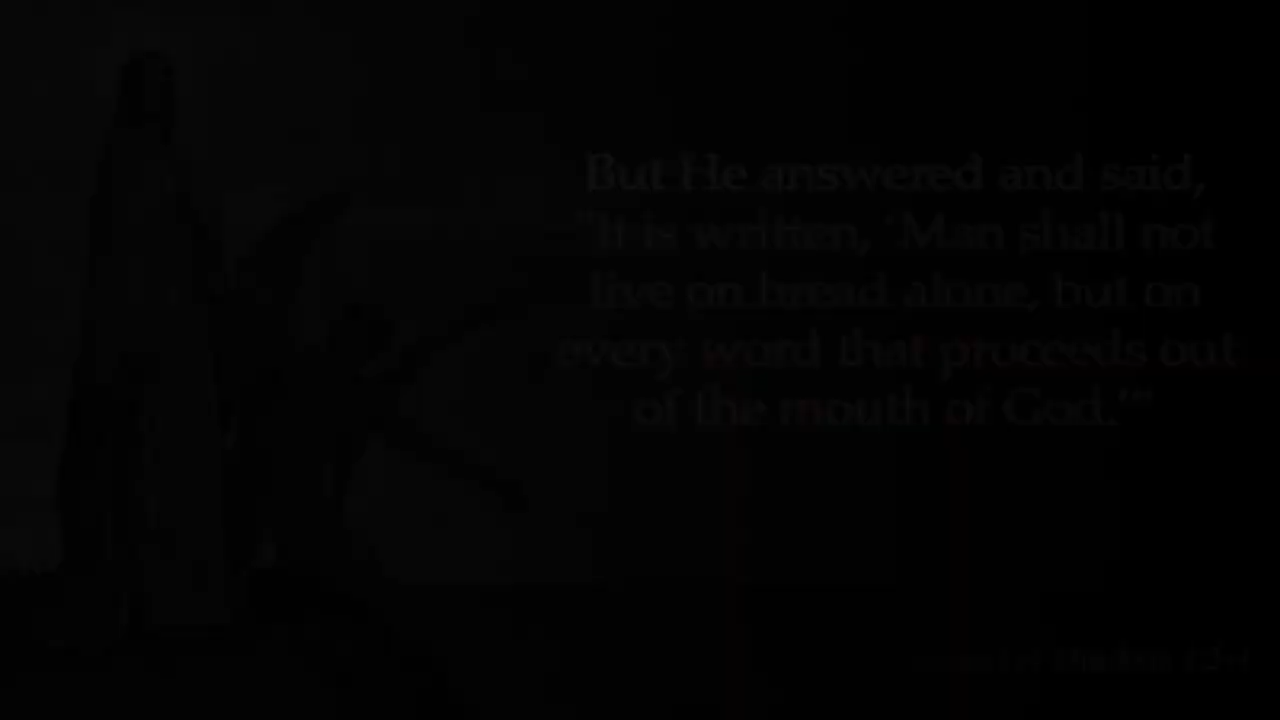 But He answered and said,
"It is written, 'Man shall not
live on bread alone, but on
every word that proceeds out
of the mouth of God.'"